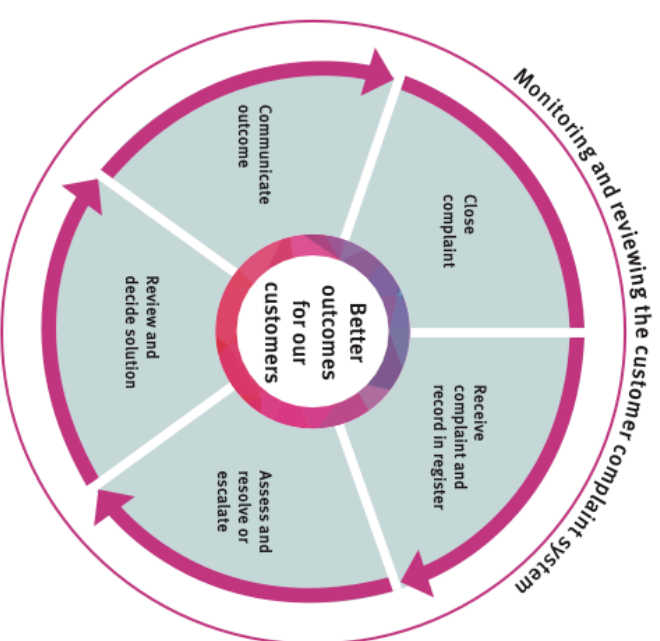 Monitoring and reviewing the customer complaint system
Receive
complaint and
record in register
Assess and
resolve or
escalate
Review and
decide solution
Communicate
outcome
Close
complaint
Better
outcomes
for our
customers